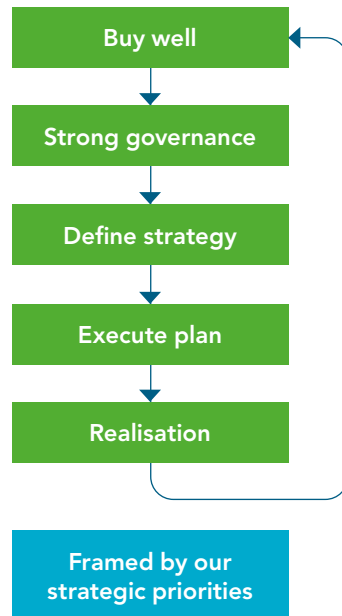 Buy well
Strong governance
Define strategy
Execute plan
Realisation
Framed by our
strategic priorities